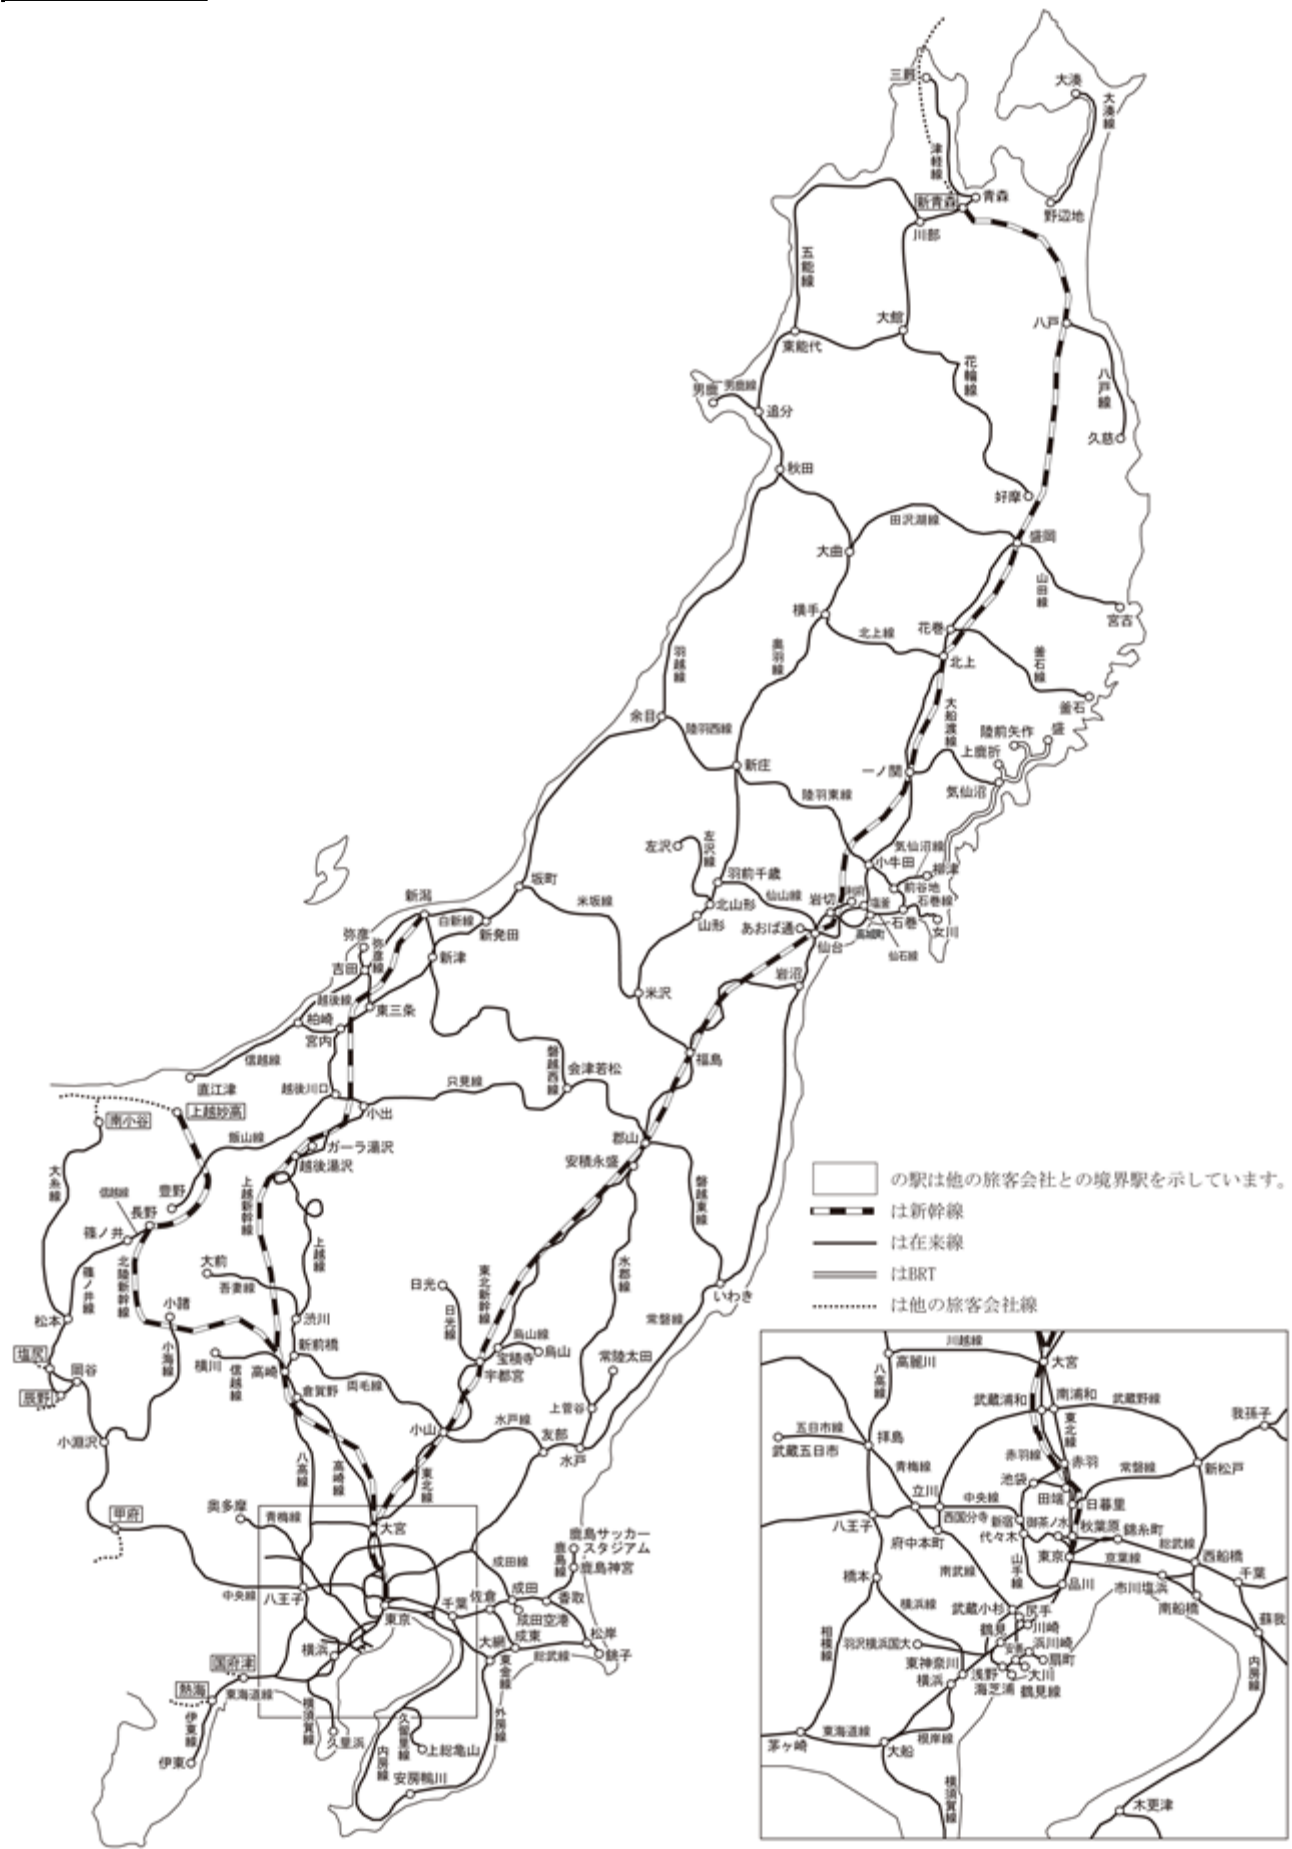 三厩
大湊
大湊線
津軽線
新青森
青森
野辺地
川部
五能線
大館
東能代
八戸
花輪線
八戸線
男鹿
男鹿線
追分
久慈
秋田
好摩
田沢湖線
盛岡
大曲
山田線
宮古
横手
花巻
北上線
北上
釜石線
奥羽線
羽越線
釜石
大船渡線
陸前矢作
盛
上鹿折
余目
陸羽西線
新庄
一ノ関
気仙沼
陸羽東線
左沢
左沢線
気仙沼線
小牛田
柳津
前谷地
羽前千歳
坂町
仙山線
岩切
利府
塩釜
石巻線
新潟
米坂線
北山形
山形
あおば通
石巻
女川
白新線
新発田
高城町
仙台
仙石線
弥彦
弥彦線
吉田
新津
岩沼
越後線
東三条
米沢
柏崎
宮内
福島
信越線
磐越西線
会津若松
直江津
越後川口
只見線
小出
上越妙高
南小谷
飯山線
ガーラ湯沢
越後湯沢
郡山
安積永盛
大糸線
上越新幹線
磐越東線
信越線
豊野
長野
篠ノ井
上越線
水郡線
東北新幹線
北陸新幹線
大前
吾妻線
日光
日光線
いわき
篠ノ井線
小諸
渋川
常磐線
松本
新前橋
烏山線
宝積寺
烏山
小海線
横川
信越線
高崎
宇都宮
常陸太田
塩尻
岡谷
倉賀野
両毛線
辰野
上菅谷
小山
水戸線
友部
水戸
小淵沢
八高線
高崎線
東北線
甲府
奥多摩
青梅線
大宮
鹿島サッカースタジアム
鹿島線
鹿島神宮
成田線
中央線
八王子
東京
千葉
佐倉
成田
香取
成田空港
成東
松岸
銚子
大網
総武線
東金線
横浜
国府津
熱海
東海道線
伊東線
伊東
横須賀線
久里浜
久留里線
上総亀山
内房線
外房線
安房鴨川
の駅は他の旅客会社との境界駅を示しています。
は新幹線
は在来線
はBRT
は他の旅客会社線
川越線
高麗川
大宮
八高線
武蔵浦和
南浦和
武蔵野線
東北線
我孫子
五日市線
武蔵五日市
拝島
赤羽線
赤羽
青梅線
池袋
常磐線
新松戸
立川
中央線
田端
日暮里
八王子
西国分寺
新宿
御茶ノ水
秋葉原
錦糸町
代々木
府中本町
総武線
東京
京葉線
西船橋
山手線
南武線
橋本
品川
市川塩浜
千葉
南船橋
横浜線
武蔵小杉
尻手
蘇我
川崎
鶴見
相模線
羽沢横浜国大
浜川崎
安善
扇町
東神奈川
浅野
大川
横浜
海芝浦
鶴見線
内房線
東海道線
茅ヶ崎
根岸線
大船
横須賀線
木更津